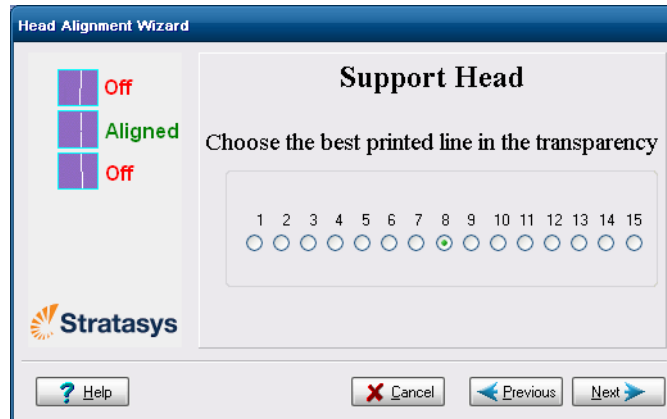 Head Alignment Wizard
Off
Aligned
Off
Stratasys
Support Head
Choose the best printed line in the transparency
1 2 3 4 5 6 7 8 9 10 11 12 13 14 15
Help
Cancel
Previous
Next